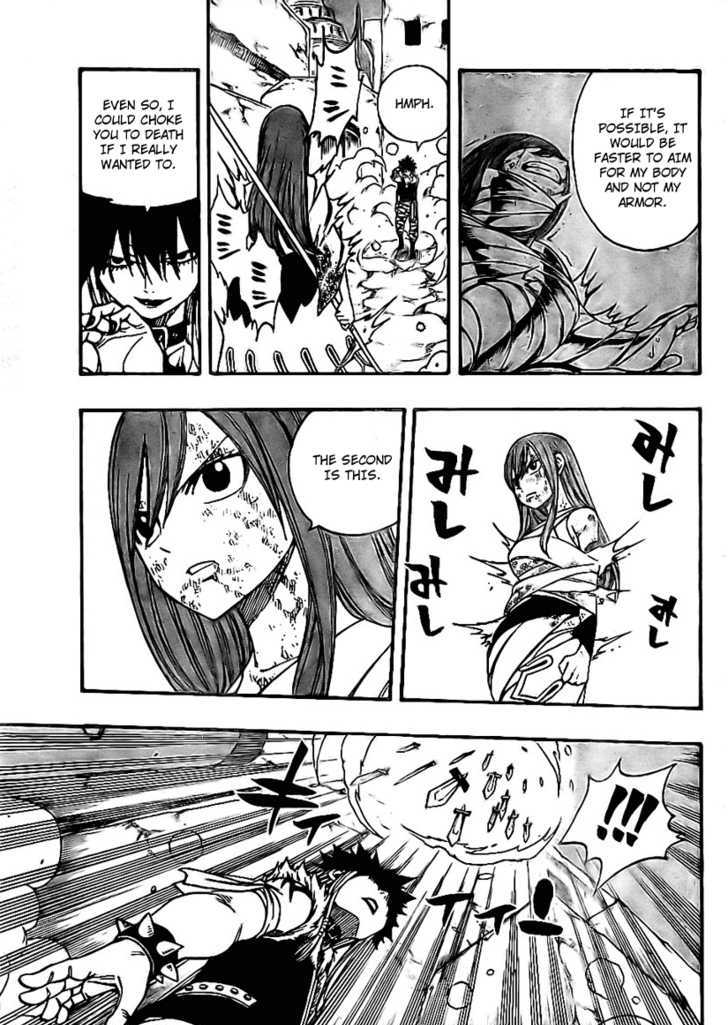 IF IT'S
POSSIBLE, IT
WOULD BE
FASTER TO AIM
FOR MY BODY
AND NOT MY
ARMOR.
HMPH.
EVEN SO, I
COULD CHOKE
YOU TO DEATH
IF I REALLY
WANTED TO.
みし
みし
みし
みし
THE SECOND
IS THIS.
!!!
キィ